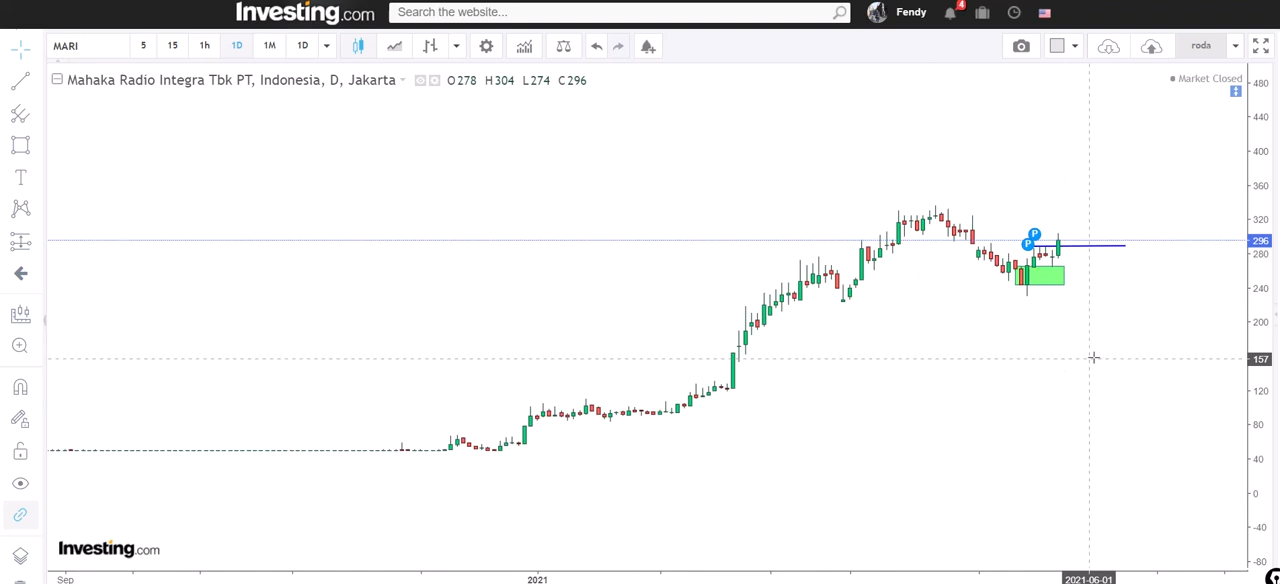 Investing.com Search the website... Fendy 4
MARI 5 15 1h 1D 1M 1D roda
Mahaka Radio Integra Tbk PT, Indonesia, D, Jakarta O278 H304 L274 C296 Market Closed
480
440
400
360
320
P
P
296
280
240
200
157
120
80
40
0
-40
-80
T
Investing.com
Sep 2021 2021-06-01